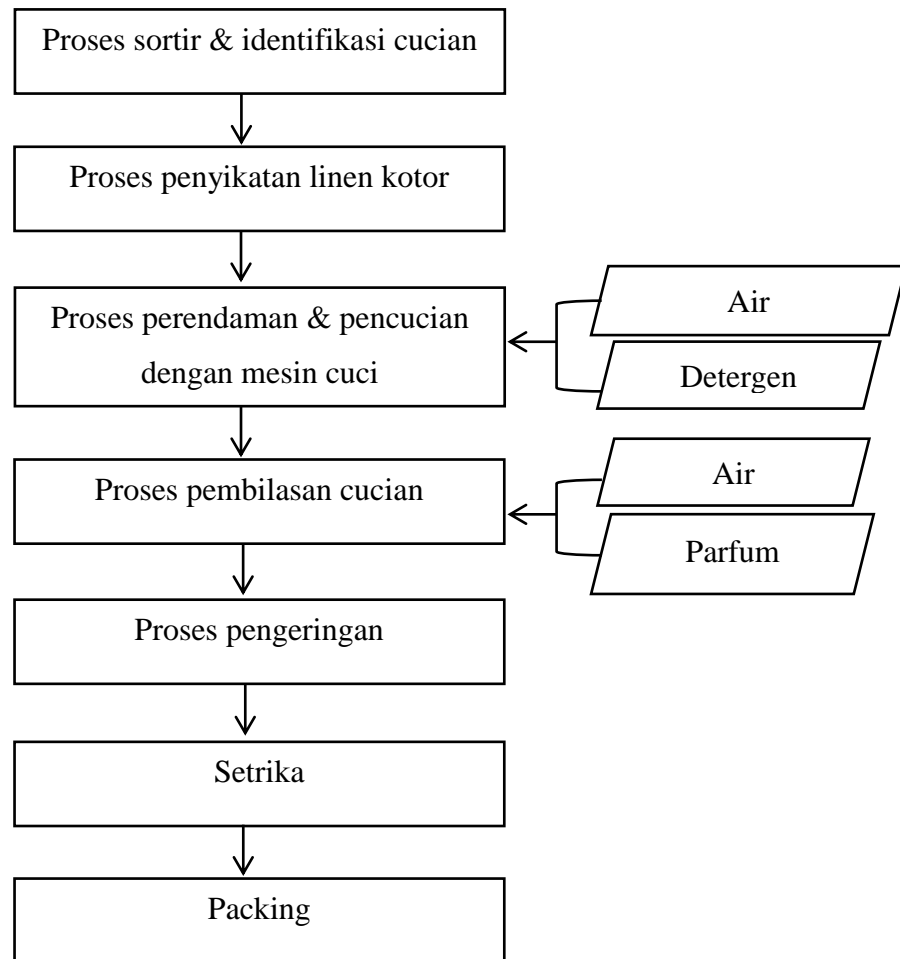 Proses sortir & identifikasi cucian
Proses penyikatan linen kotor
Proses perendaman & pencucian
dengan mesin cuci
Air
Detergen
Proses pembilasan cucian
Air
Parfum
Proses pengeringan
Setrika
Packing